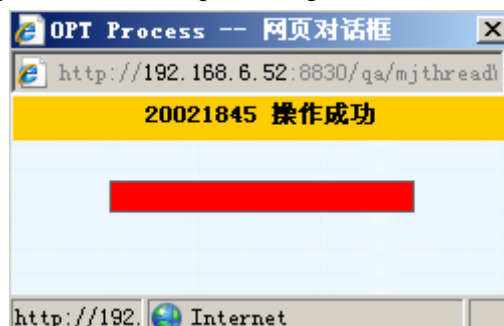 OPT Process -- 网页对话框
http://192.168.6.52:8830/qa/mjthread\
20021845 操作成功
http://192. Internet